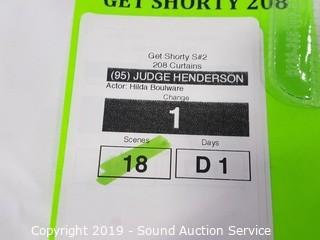 GET SHORTY 208
Get Shorty S#2
208 Curtains
(95) JUDGE HENDERSON
Actor: Hilda Boulware
Change
1
Scenes
Days
18
D 1
Copyright 2019 - Sound Auction Service